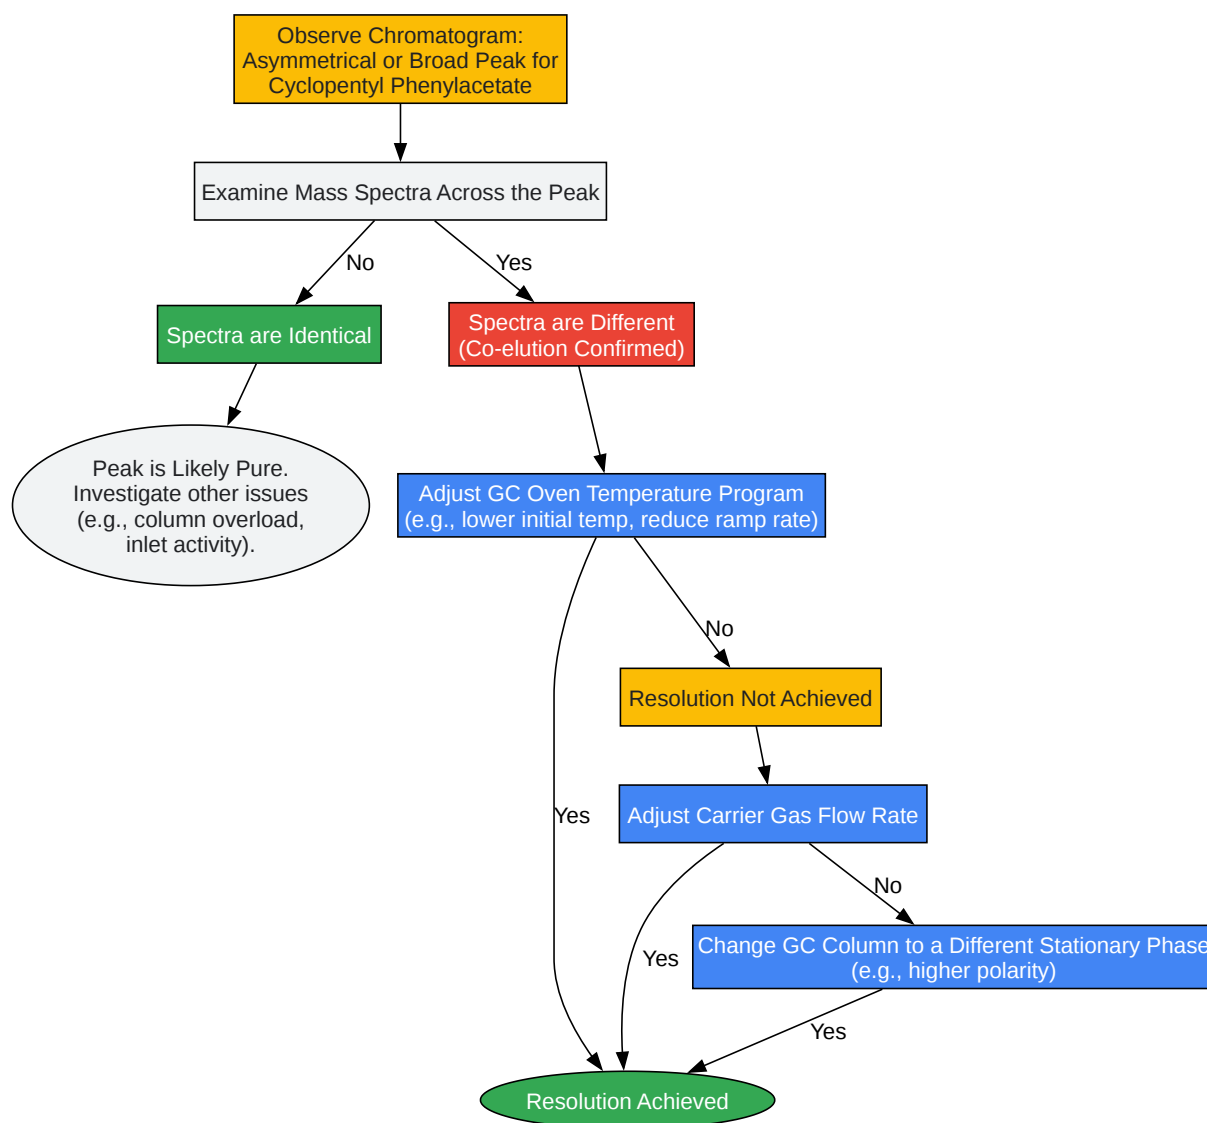 Observe Chromatogram:
Asymmetrical or Broad Peak for
Cyclopentyl Phenylacetate
Examine Mass Spectra Across the Peak
No
Yes
Spectra are Identical
Spectra are Different
(Co-elution Confirmed)
Peak is Likely Pure.
Investigate other issues
(e.g., column overload,
inlet activity).
Adjust GC Oven Temperature Program
(e.g., lower initial temp, reduce ramp rate)
No
Resolution Not Achieved
Yes
Adjust Carrier Gas Flow Rate
No
Yes
Change GC Column to a Different Stationary Phase
(e.g., higher polarity)
Yes
Resolution Achieved